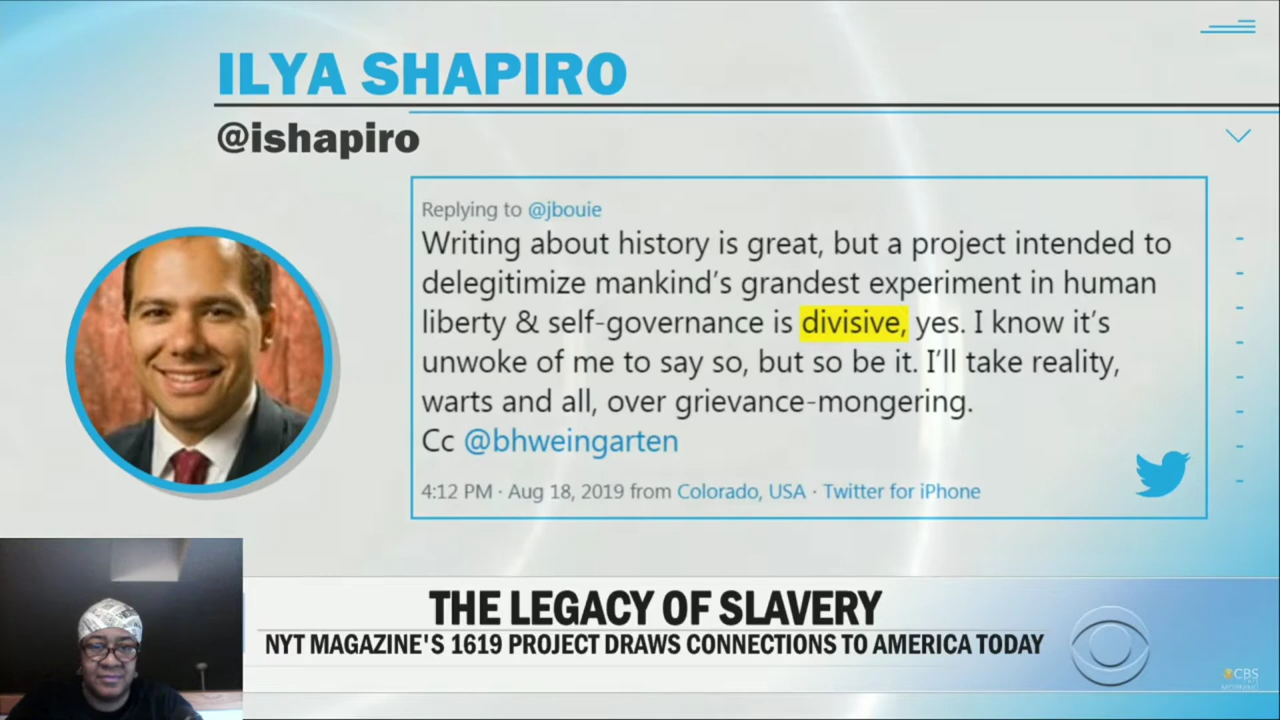 ILYA SHAPIRO
@ishapiro
Replying to @jbouie
Writing about history is great, but a project intended to
delegitimize mankind's grandest experiment in human
liberty & self-governance is divisive, yes. I know it's
unwoke of me to say so, but so be it. I'll take reality,
warts and all, over grievance-mongering.
Cc @bhweingarten
4:12 PM · Aug 18, 2019 from Colorado, USA · Twitter for iPhone
THE LEGACY OF SLAVERY
NYT MAGAZINE'S 1619 PROJECT DRAWS CONNECTIONS TO AMERICA TODAY
CBS